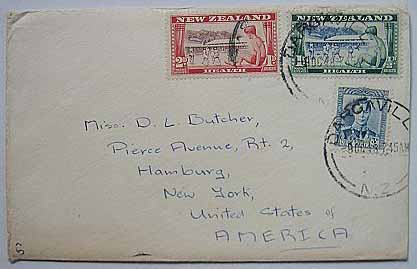 NEW ZEALAND
HEALTH
NEW ZEALAND
HEALTH
DARGAVILLE
N.Z.
Miss. D. L. Butcher,
Pierce Avenue, Rt. 2,
Hamburg,
New York,
United States of
AMERICA